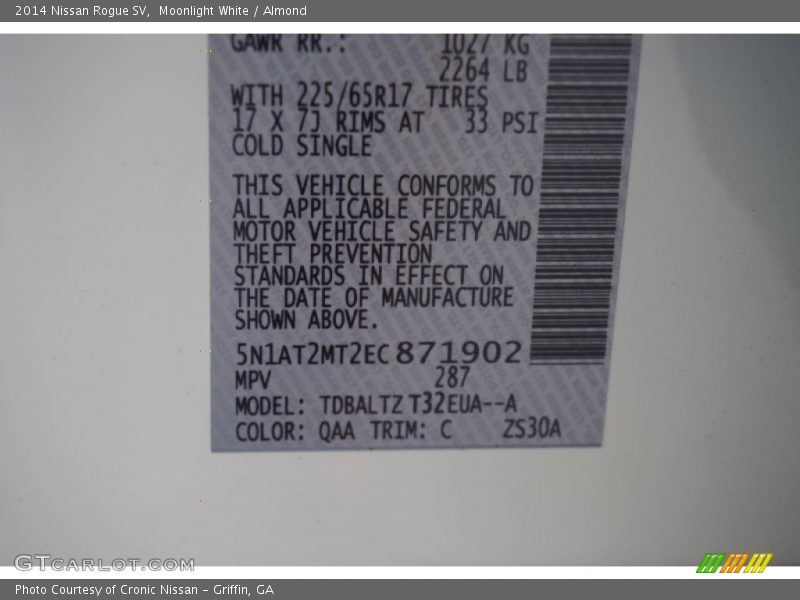 2014 Nissan Rogue SV, Moonlight White / Almond
GAWR RR.: 1027 KG
2264 LB
WITH 225/65R17 TIRES
17 X 7J RIMS AT 33 PSI
COLD SINGLE
THIS VEHICLE CONFORMS TO
ALL APPLICABLE FEDERAL
MOTOR VEHICLE SAFETY AND
THEFT PREVENTION
STANDARDS IN EFFECT ON
THE DATE OF MANUFACTURE
SHOWN ABOVE.
5N1AT2MT2EC871902
MPV 287
MODEL: TDBALTZ T32EUA--A
COLOR: QAA TRIM: C ZS30A
GTCARLOT.COM
Photo Courtesy of Cronic Nissan - Griffin, GA